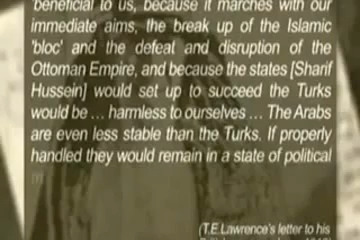 beneficial to us, because it marches with our
immediate aims, the break up of the Islamic
'bloc' and the defeat and disruption of the
Ottoman Empire, and because the states [Sharif
Hussein] would set up to succeed the Turks
would be ... harmless to ourselves ... The Arabs
are even less stable than the Turks. If properly
handled they would remain in a state of political
(T.E.Lawrence's letter to his